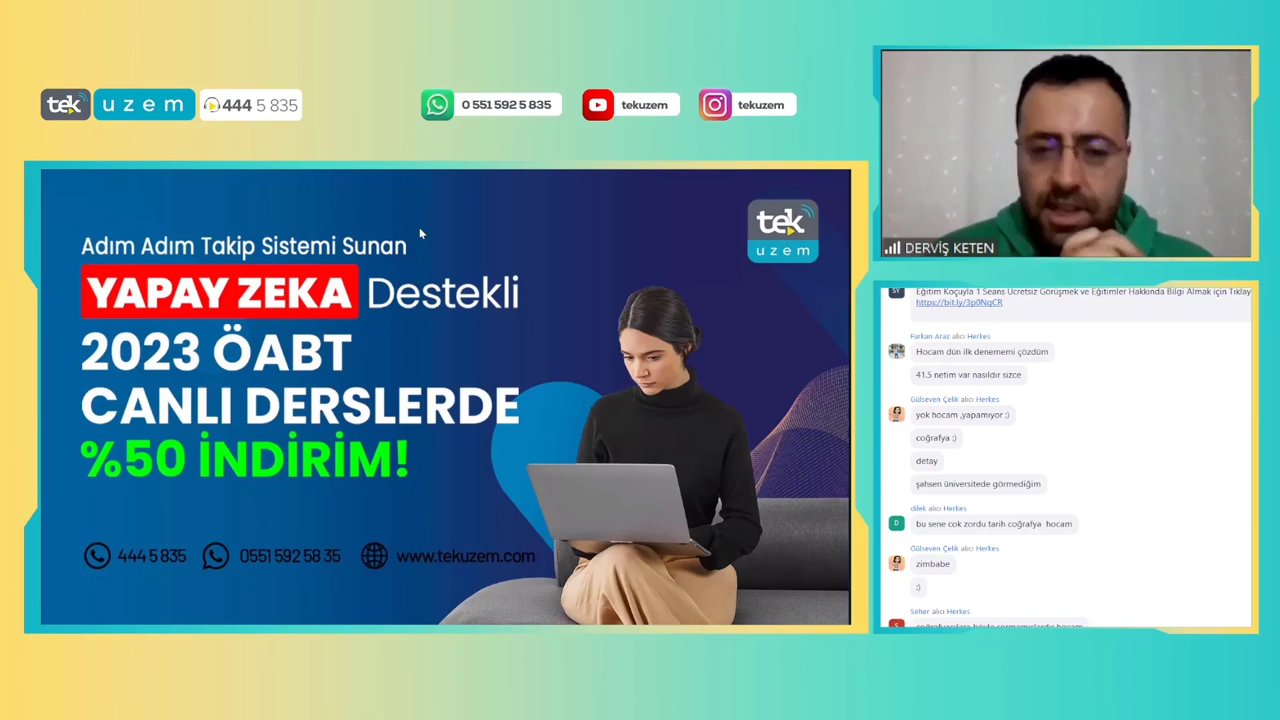 tek uzem 444 5 835
0 551 592 5 835
tekuzem
tekuzem
tek
uzem
Adım Adım Takip Sistemi Sunan
YAPAY ZEKA Destekli
2023 ÖABT
CANLI DERSLERDE
%50 İNDİRİM!
444 5 835
0551 592 58 35
www.tekuzem.com
DERVİŞ KETEN
SY
Eğitim Koçuyla 1 Seans Ücretsiz Görüşmek ve Eğitimler Hakkında Bilgi Almak için Tıklay
https://bit.ly/3p0NqCR
Furkan Araz alıcı Herkes
Hocam dün ilk denememi çözdüm
41.5 netim var nasıldır sizce
Gülseven Çelik alıcı Herkes
yok hocam ,yapamıyor :)
coğrafya :)
detay
şahsen üniversitede görmediğim
dilek alıcı Herkes
D
bu sene cok zordu tarih coğrafya hocam
Gülseven Çelik alıcı Herkes
zimbabe
:)
Seher alıcı Herkes
S